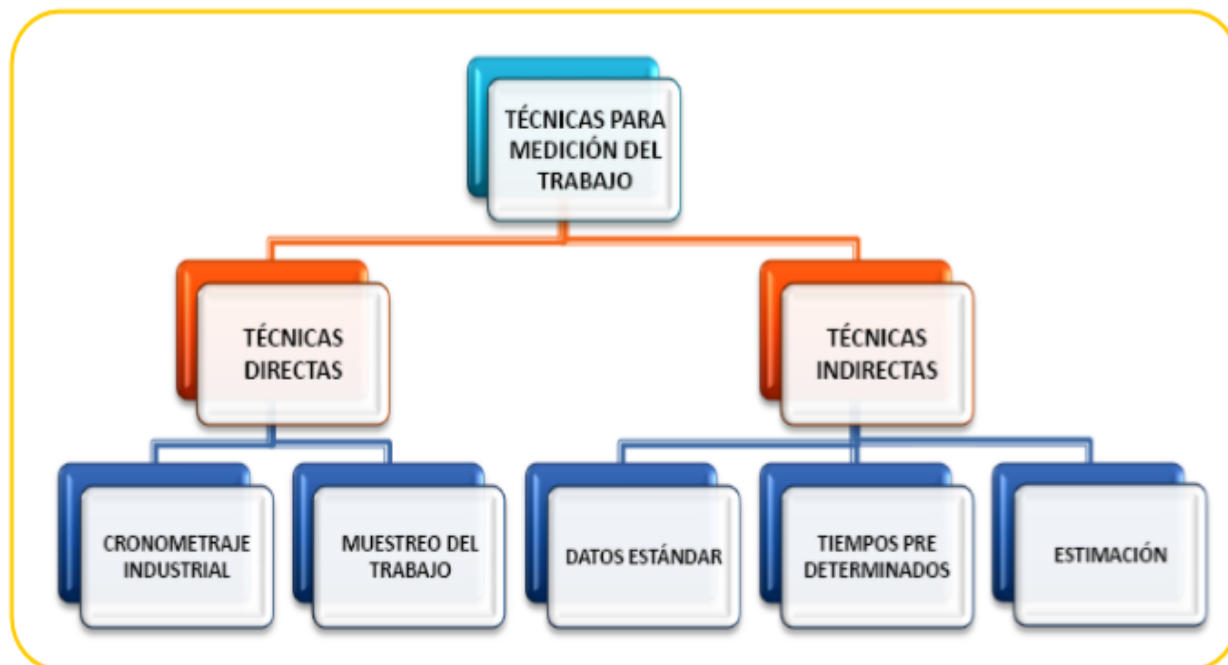 TÉCNICAS PARA
MEDICIÓN DEL
TRABAJO
TÉCNICAS
DIRECTAS
TÉCNICAS
INDIRECTAS
CRONOMETRAJE
INDUSTRIAL
MUESTREO DEL
TRABAJO
DATOS ESTÁNDAR
TIEMPOS PRE
DETERMINADOS
ESTIMACIÓN